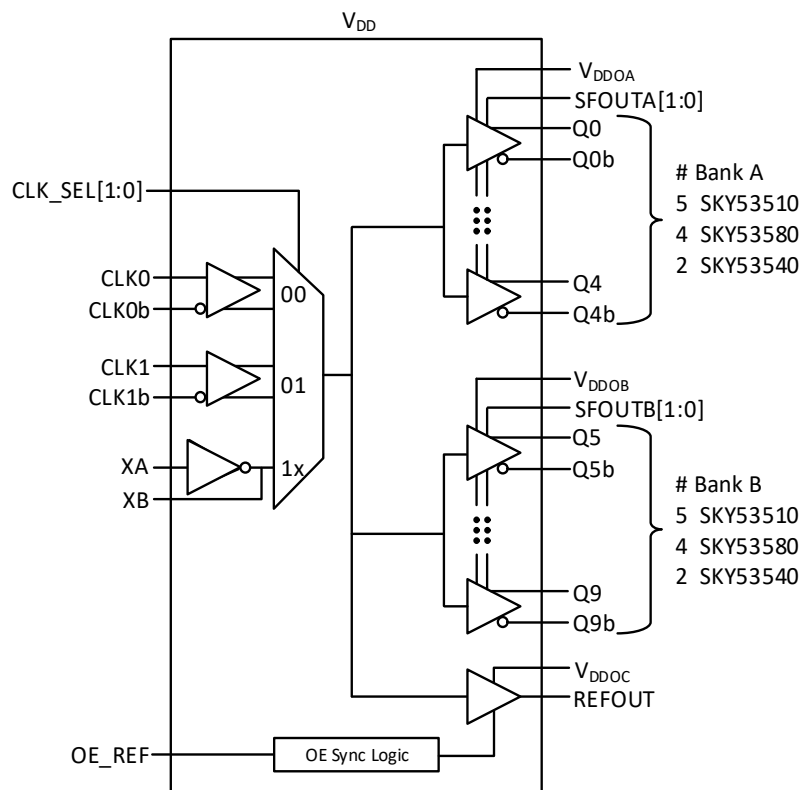 VDD
VDDOA
SFOUTA[1:0]
Q0
Q0b
# Bank A
5 SKY53510
4 SKY53580
2 SKY53540
CLK_SEL[1:0]
CLK0
CLK0b
00
Q4
Q4b
CLK1
CLK1b
01
VDDOB
SFOUTB[1:0]
Q5
Q5b
XA
XB
1x
# Bank B
5 SKY53510
4 SKY53580
2 SKY53540
Q9
Q9b
VDDOC
REFOUT
OE_REF
OE Sync Logic